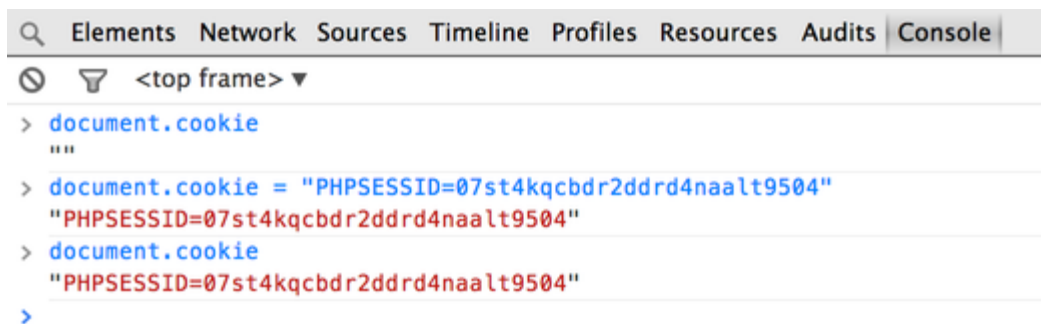 Elements Network Sources Timeline Profiles Resources Audits Console
<top frame> ▼
> document.cookie
""
> document.cookie = "PHPSESSID=07st4kqcbdr2ddrd4naalt9504"
"PHPSESSID=07st4kqcbdr2ddrd4naalt9504"
> document.cookie
"PHPSESSID=07st4kqcbdr2ddrd4naalt9504"
>